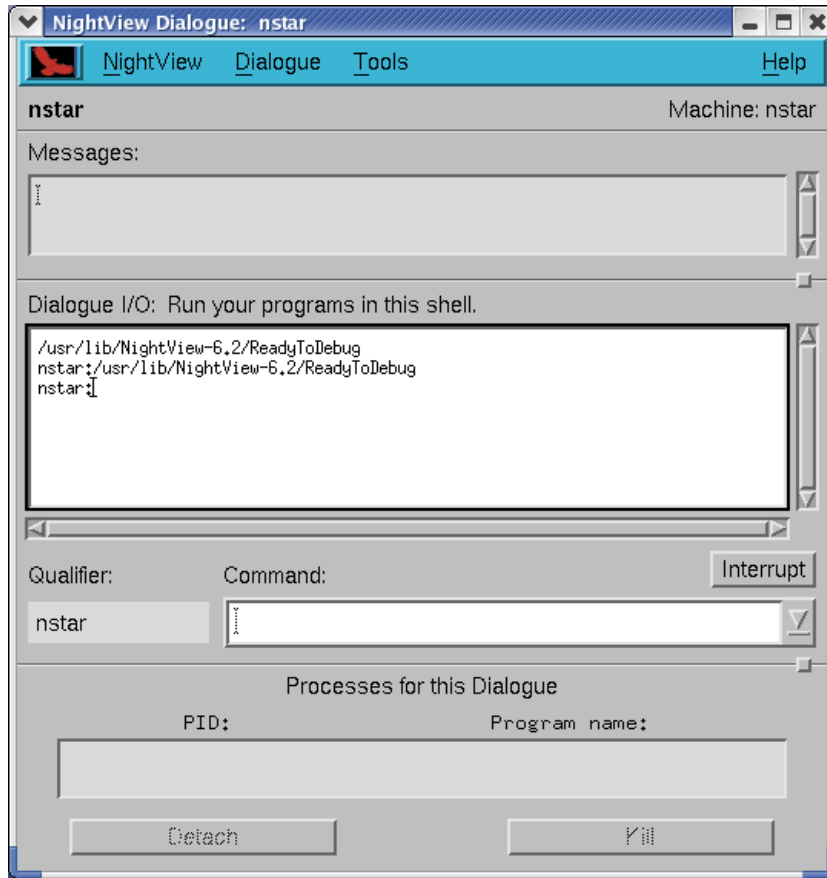 NightView Dialogue: nstar
NightView Dialogue Tools Help
nstar Machine: nstar
Messages:
Dialogue I/O: Run your programs in this shell.
/usr/lib/NightView-6.2/ReadyToDebug
nstar:/usr/lib/NightView-6.2/ReadyToDebug
nstar:
Interrupt
Qualifier: Command:
nstar
Processes for this Dialogue
PID: Program name:
Detach Kill